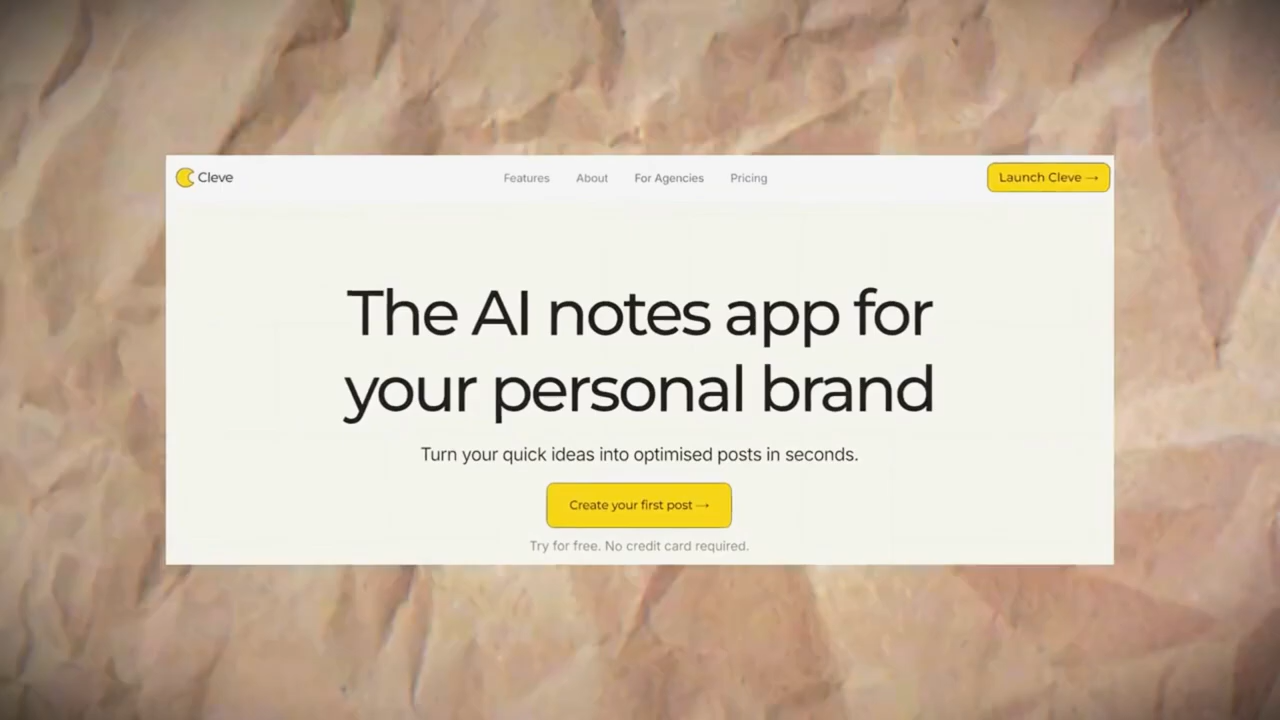 Cleve
Features About For Agencies Pricing
Launch Cleve →
The AI notes app for
your personal brand
Turn your quick ideas into optimised posts in seconds.
Create your first post →
Try for free. No credit card required.